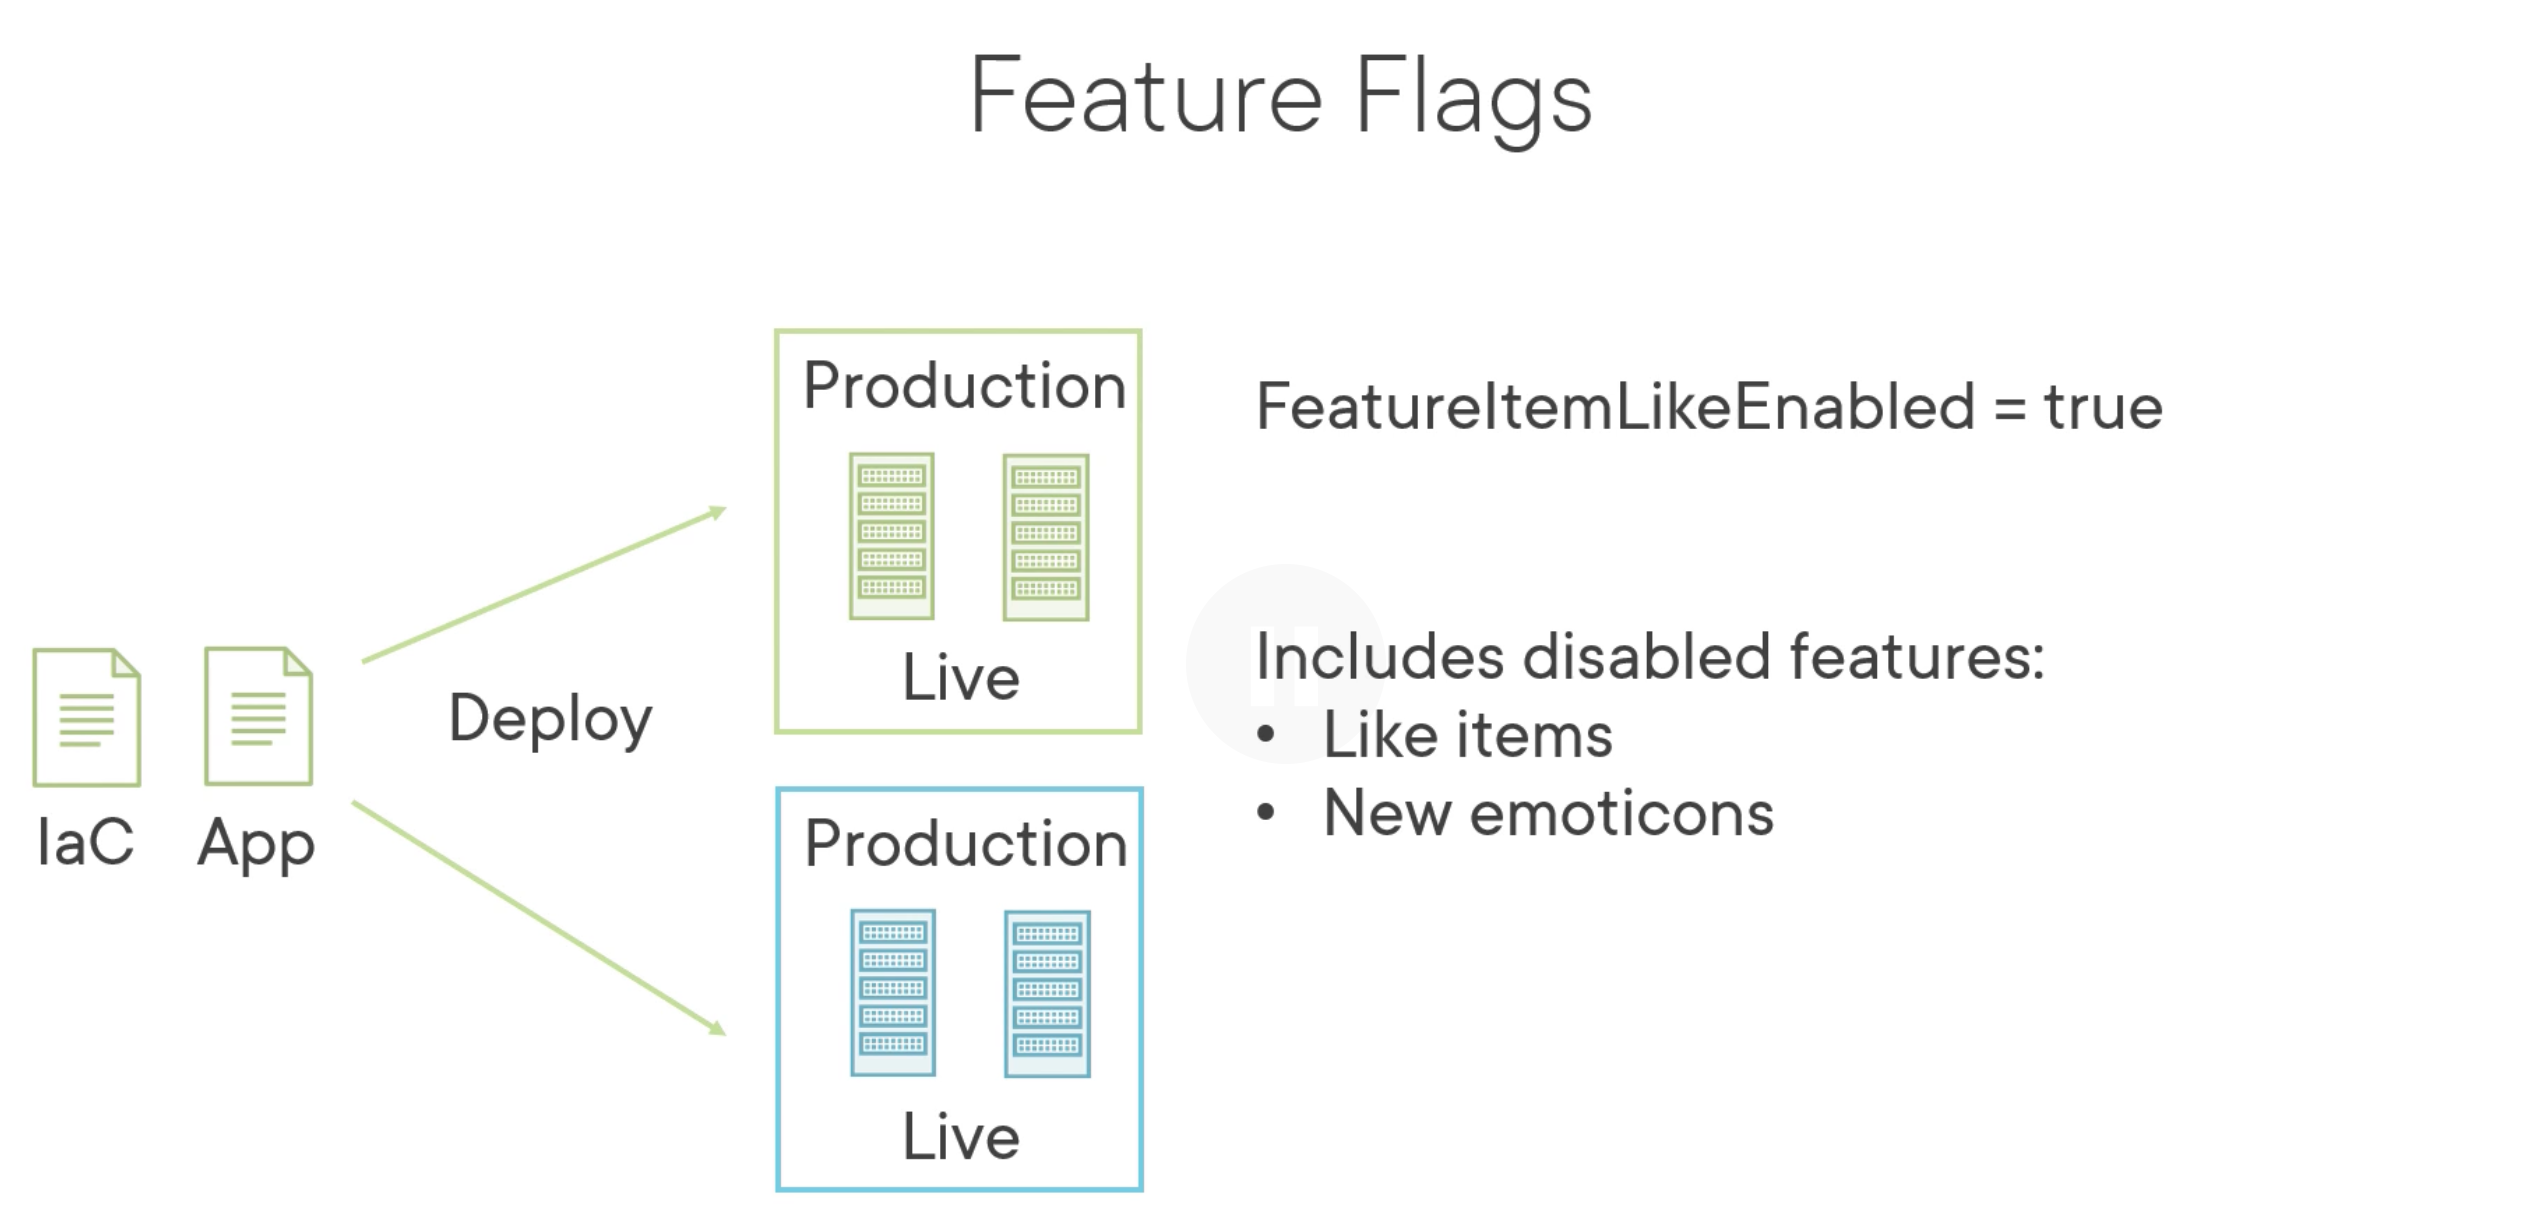 Feature Flags
Production
Live
FeatureItemLikeEnabled = true
Includes disabled features:
• Like items
• New emoticons
Deploy
IaC
App
Production
Live